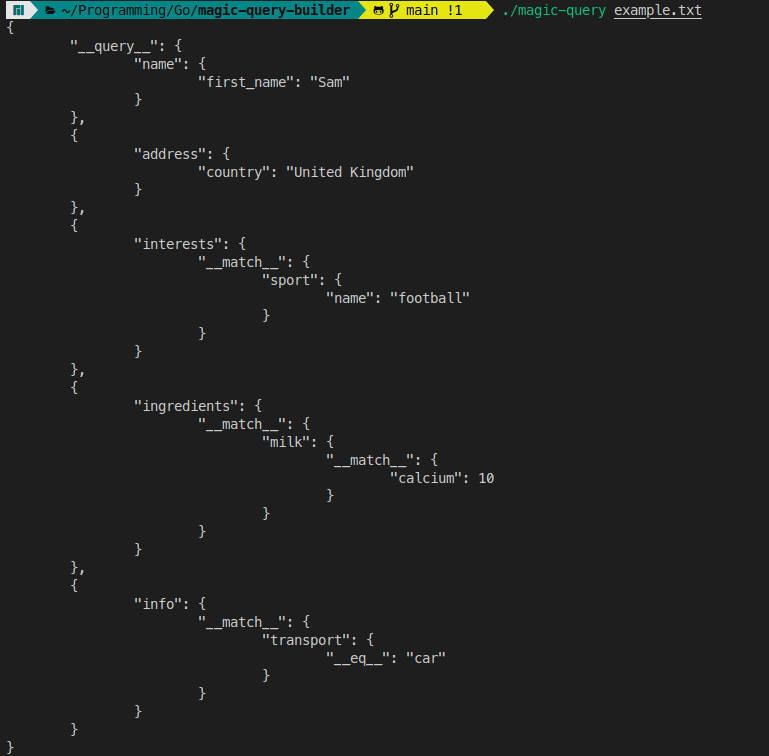 ~/Programming/Go/magic-query-builder main !1 ./magic-query example.txt
{
        "__query__": {
                "name": {
                        "first_name": "Sam"
                }
        },
        {
                "address": {
                        "country": "United Kingdom"
                }
        },
        {
                "interests": {
                        "__match__": {
                                "sport": {
                                        "name": "football"
                                }
                        }
                }
        },
        {
                "ingredients": {
                        "__match__": {
                                "milk": {
                                        "__match__": {
                                                "calcium": 10
                                        }
                                }
                        }
                }
        },
        {
                "info": {
                        "__match__": {
                                "transport": {
                                        "__eq__": "car"
                                }
                        }
                }
        }
}